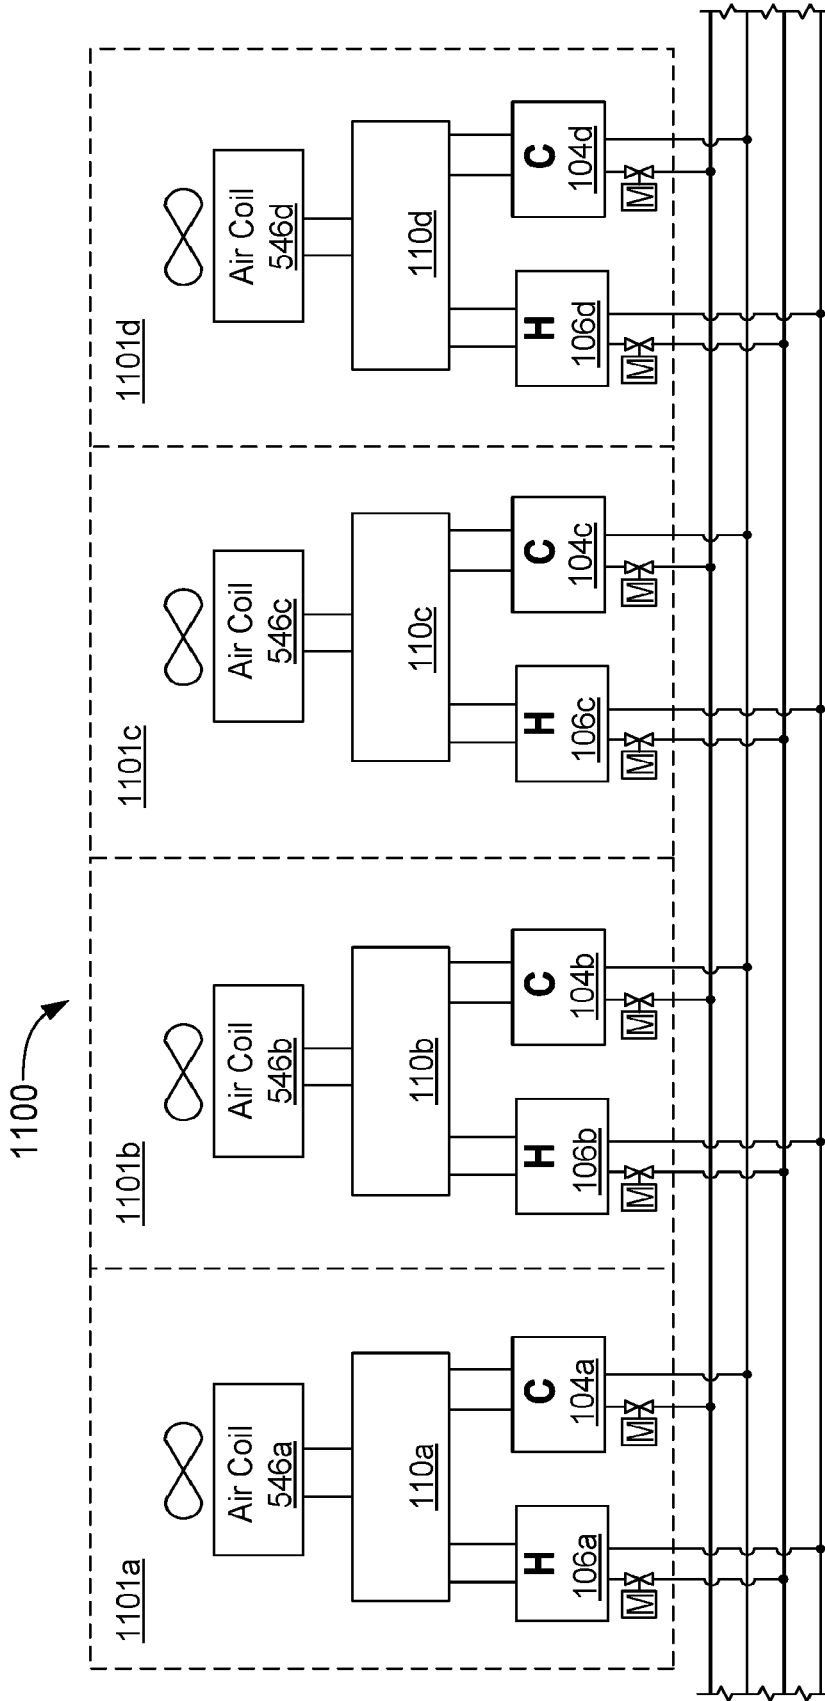 1100
1101a
Air Coil
546a
110a
H
106a
M
C
104a
M
1101b
Air Coil
546b
110b
H
106b
M
C
104b
M
1101c
Air Coil
546c
110c
H
106c
M
C
104c
M
1101d
Air Coil
546d
110d
H
106d
M
C
104d
M